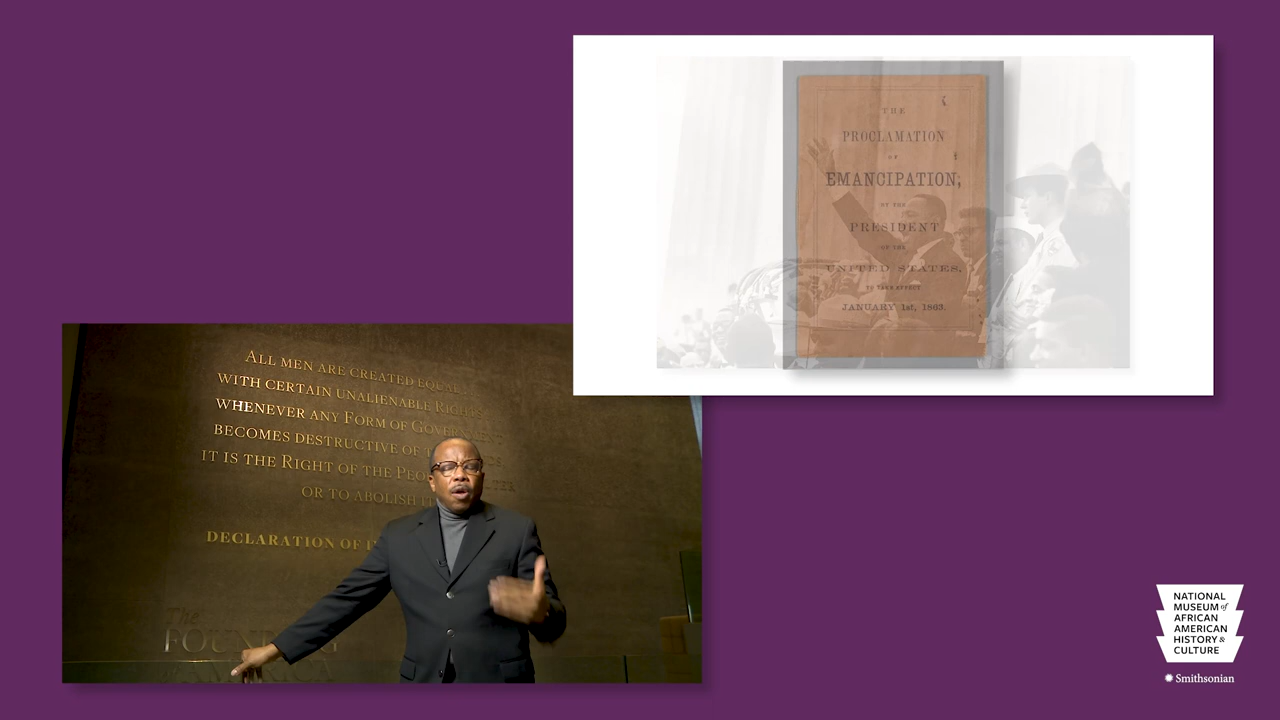 THE
PROCLAMATION
OF
EMANCIPATION;
BY THE
PRESIDENT
OF THE
UNITED STATES,
TO TAKE EFFECT
JANUARY 1st, 1863.
ALL MEN ARE CREATED EQUAL
WITH CERTAIN UNALIENABLE RIGHTS
WHENEVER ANY FORM OF GOVERNMENT
BECOMES DESTRUCTIVE OF
IT IS THE RIGHT OF THE
OR TO ABOLISH
DECLARATION OF
The
NATIONAL
MUSEUM of
AFRICAN
AMERICAN
HISTORY &
CULTURE
Smithsonian